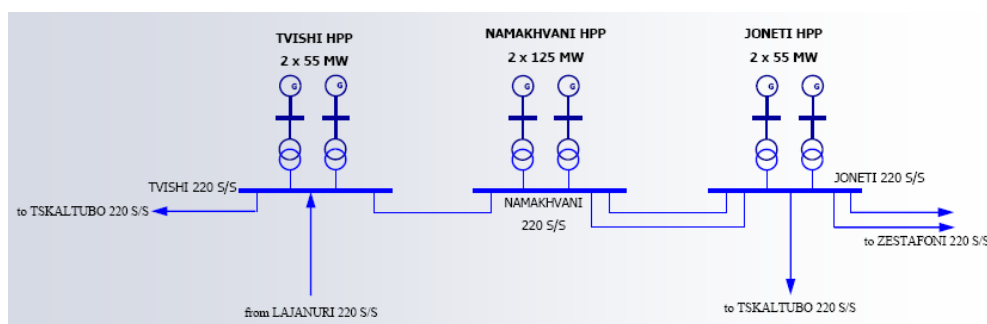 TVISHI HPP
2 x 55 MW
NAMAKHVANI HPP
2 x 125 MW
JONETI HPP
2 x 55 MW
G
G
G
G
G
G
TVISHI 220 S/S
NAMAKHVANI
220 S/S
JONETI 220 S/S
to TSKALTUBO 220 S/S
to ZESTAFONI 220 S/S
from LAJANURI 220 S/S
to TSKALTUBO 220 S/S